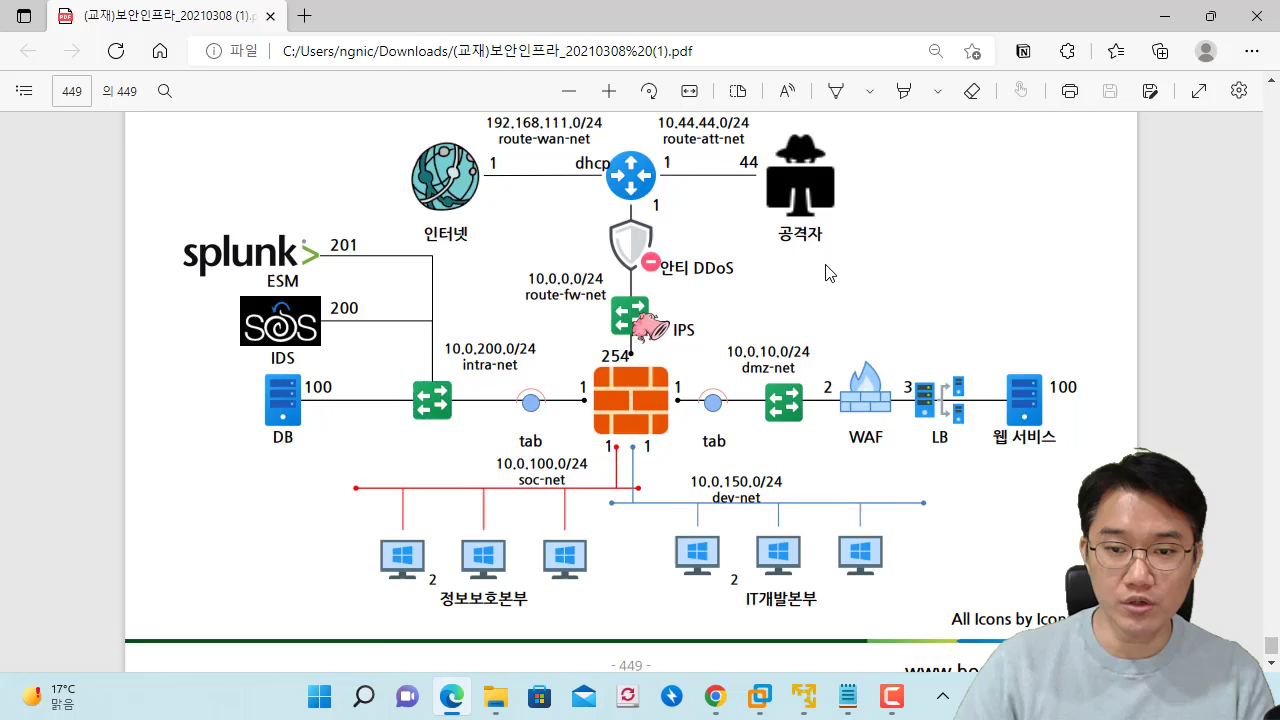 (교재)보안인프라_20210308 (1).p
파일
C:/Users/ngnic/Downloads/(교재)보안인프라_20210308%20(1).pdf
449
의 449
192.168.111.0/24
route-wan-net
10.44.44.0/24
route-att-net
1
dhcp
1
44
1
인터넷
공격자
splunk>
201
ESM
안티 DDoS
10.0.0.0/24
route-fw-net
SOS
200
IDS
IPS
10.0.200.0/24
intra-net
254
10.0.10.0/24
dmz-net
100
1
1
2
3
100
DB
tab
tab
WAF
LB
웹 서비스
1
1
10.0.100.0/24
soc-net
10.0.150.0/24
dev-net
2
정보보호본부
2
IT개발본부
All Icons by Icon
- 449 -
17°C
맑음